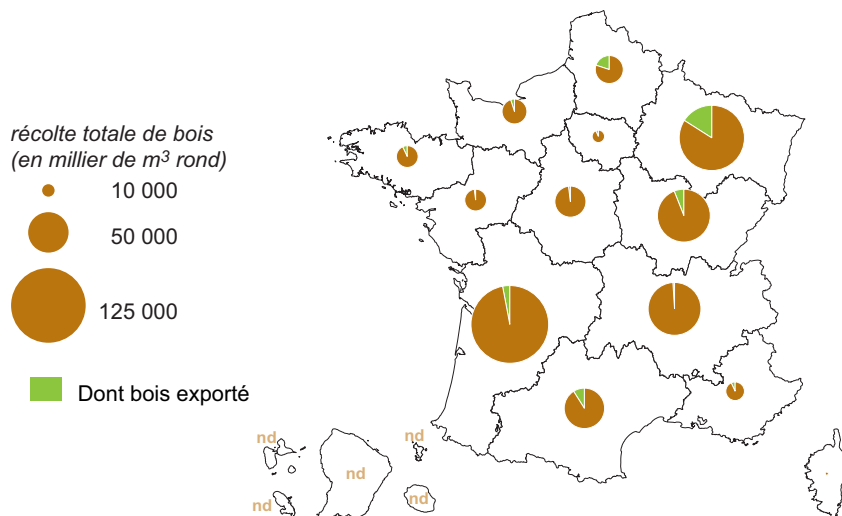 récolte totale de bois
(en millier de m³ rond)
10 000
50 000
125 000
Dont bois exporté
nd
nd
nd
nd
nd